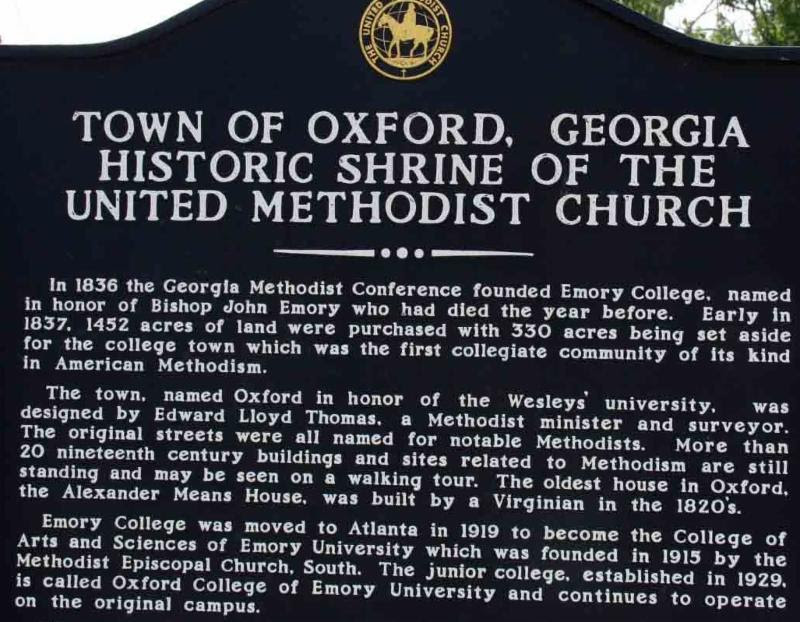 THE UNITED METHODIST CHURCH
TOWN OF OXFORD, GEORGIA
HISTORIC SHRINE OF THE
UNITED METHODIST CHURCH
In 1836 the Georgia Methodist Conference founded Emory College, named
in honor of Bishop John Emory who had died the year before. Early in
1837, 1452 acres of land were purchased with 330 acres being set aside
for the college town which was the first collegiate community of its kind
in American Methodism.
The town, named Oxford in honor of the Wesleys' university, was
designed by Edward Lloyd Thomas, a Methodist minister and surveyor.
The original streets were all named for notable Methodists. More than
20 nineteenth century buildings and sites related to Methodism are still
standing and may be seen on a walking tour. The oldest house in Oxford,
the Alexander Means House, was built by a Virginian in the 1820's.
Emory College was moved to Atlanta in 1919 to become the College of
Arts and Sciences of Emory University which was founded in 1915 by the
Methodist Episcopal Church, South. The junior college, established in 1929,
is called Oxford College of Emory University and continues to operate
on the original campus.